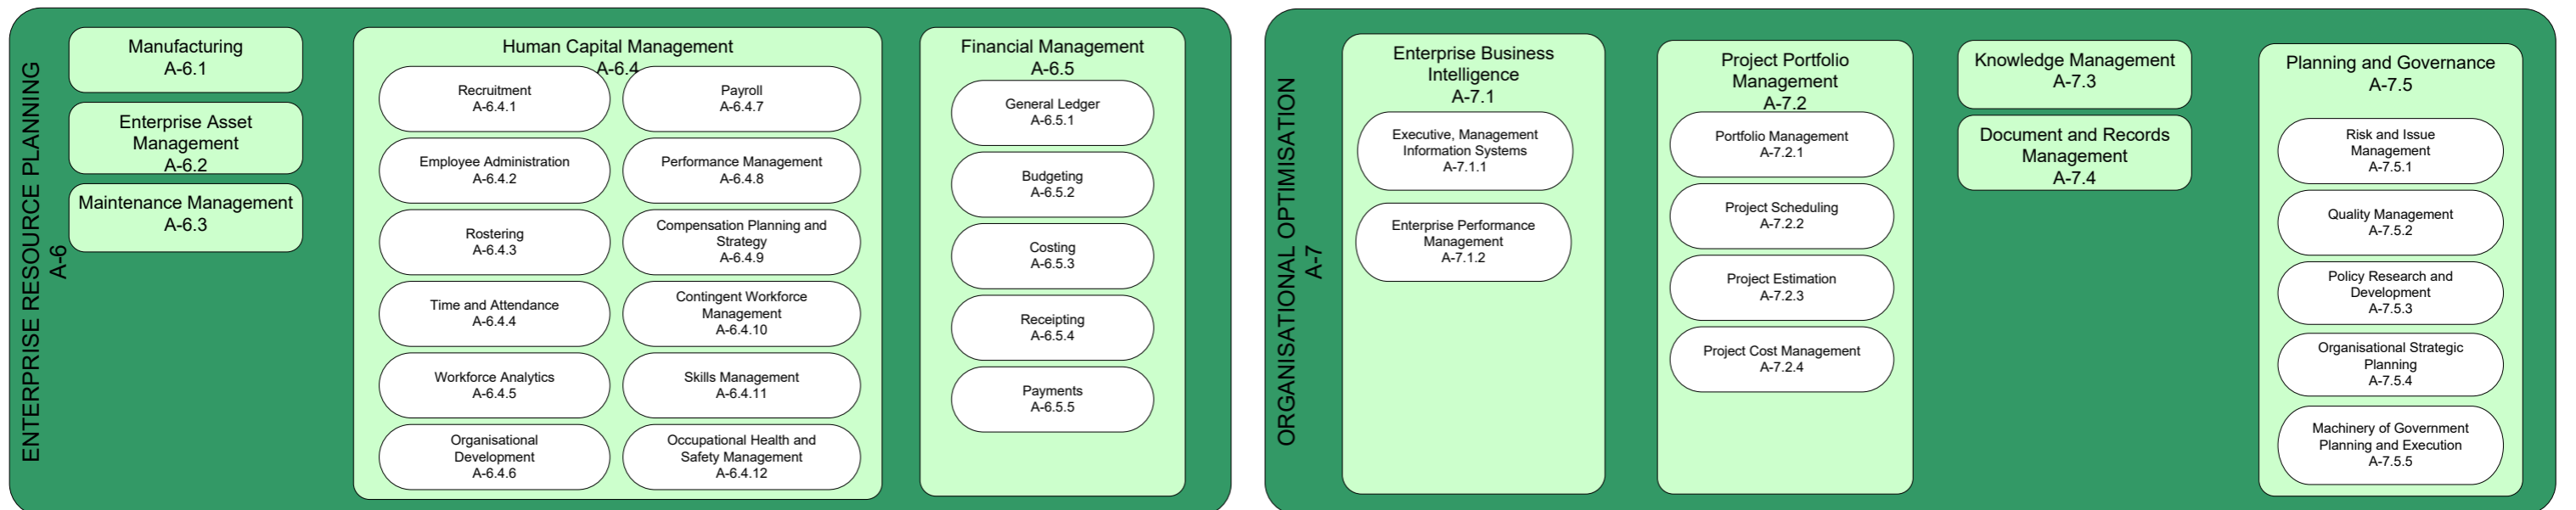 ENTERPRISE RESOURCE PLANNING
A-6
Manufacturing
A-6.1
Enterprise Asset
Management
A-6.2
Maintenance Management
A-6.3
Human Capital Management
A-6.4
Recruitment
A-6.4.1
Employee Administration
A-6.4.2
Rostering
A-6.4.3
Time and Attendance
A-6.4.4
Workforce Analytics
A-6.4.5
Organisational
Development
A-6.4.6
Payroll
A-6.4.7
Performance Management
A-6.4.8
Compensation Planning and
Strategy
A-6.4.9
Contingent Workforce
Management
A-6.4.10
Skills Management
A-6.4.11
Occupational Health and
Safety Management
A-6.4.12
Financial Management
A-6.5
General Ledger
A-6.5.1
Budgeting
A-6.5.2
Costing
A-6.5.3
Receipting
A-6.5.4
Payments
A-6.5.5
ORGANISATIONAL OPTIMISATION
A-7
Enterprise Business
Intelligence
A-7.1
Executive, Management
Information Systems
A-7.1.1
Enterprise Performance
Management
A-7.1.2
Project Portfolio
Management
A-7.2
Portfolio Management
A-7.2.1
Project Scheduling
A-7.2.2
Project Estimation
A-7.2.3
Project Cost Management
A-7.2.4
Knowledge Management
A-7.3
Document and Records
Management
A-7.4
Planning and Governance
A-7.5
Risk and Issue
Management
A-7.5.1
Quality Management
A-7.5.2
Policy Research and
Development
A-7.5.3
Organisational Strategic
Planning
A-7.5.4
Machinery of Government
Planning and Execution
A-7.5.5